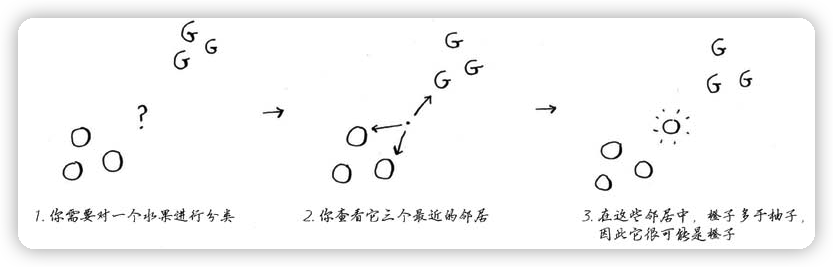 G
G G
?
G
G G
G
G G
1.你需要对一个水果进行分类
2.你查看它三个最近的邻居
3.在这些邻居中，橙子多于柚子，
因此它很可能是橙子